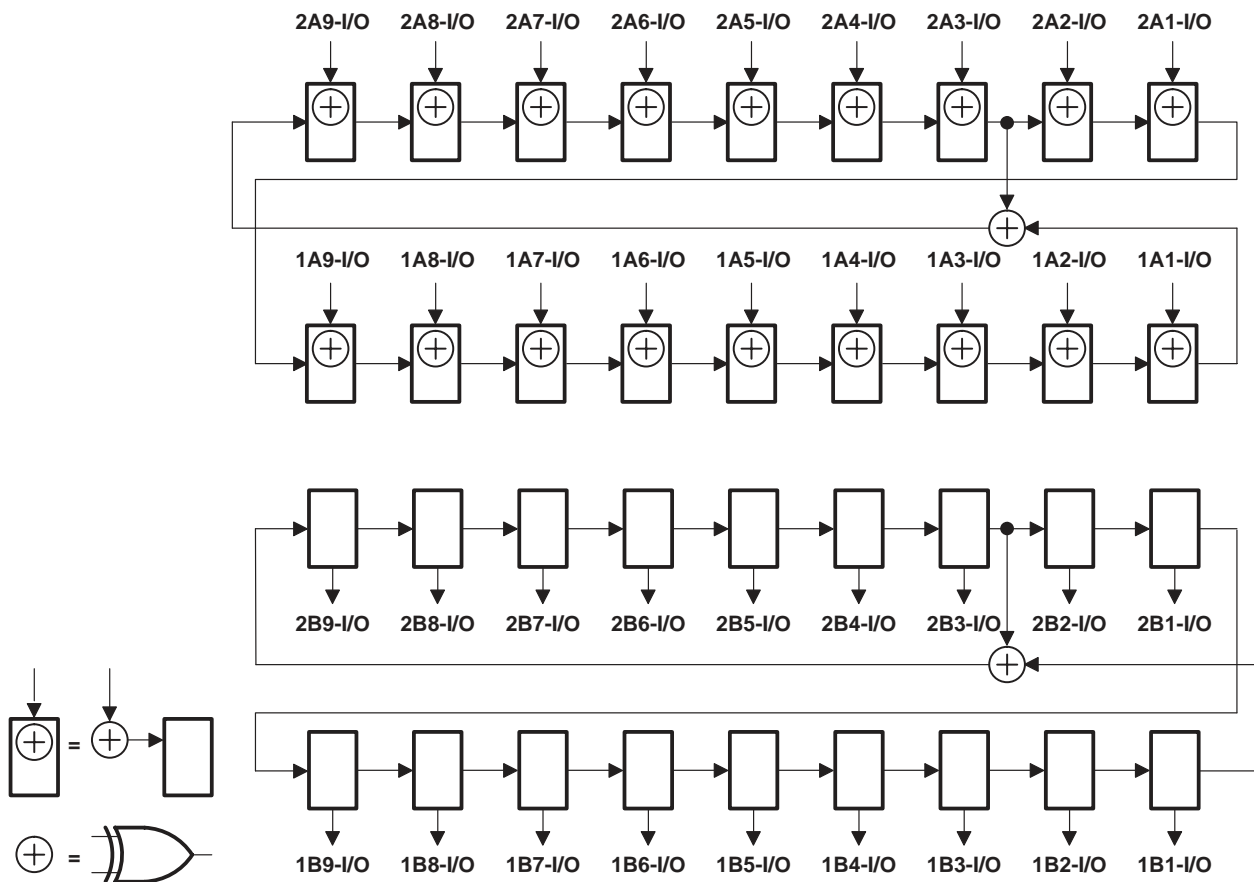 2A9-I/O 2A8-I/O 2A7-I/O 2A6-I/O 2A5-I/O 2A4-I/O 2A3-I/O 2A2-I/O 2A1-I/O
1A9-I/O 1A8-I/O 1A7-I/O 1A6-I/O 1A5-I/O 1A4-I/O 1A3-I/O 1A2-I/O 1A1-I/O
2B9-I/O 2B8-I/O 2B7-I/O 2B6-I/O 2B5-I/O 2B4-I/O 2B3-I/O 2B2-I/O 2B1-I/O
=
=
1B9-I/O 1B8-I/O 1B7-I/O 1B6-I/O 1B5-I/O 1B4-I/O 1B3-I/O 1B2-I/O 1B1-I/O